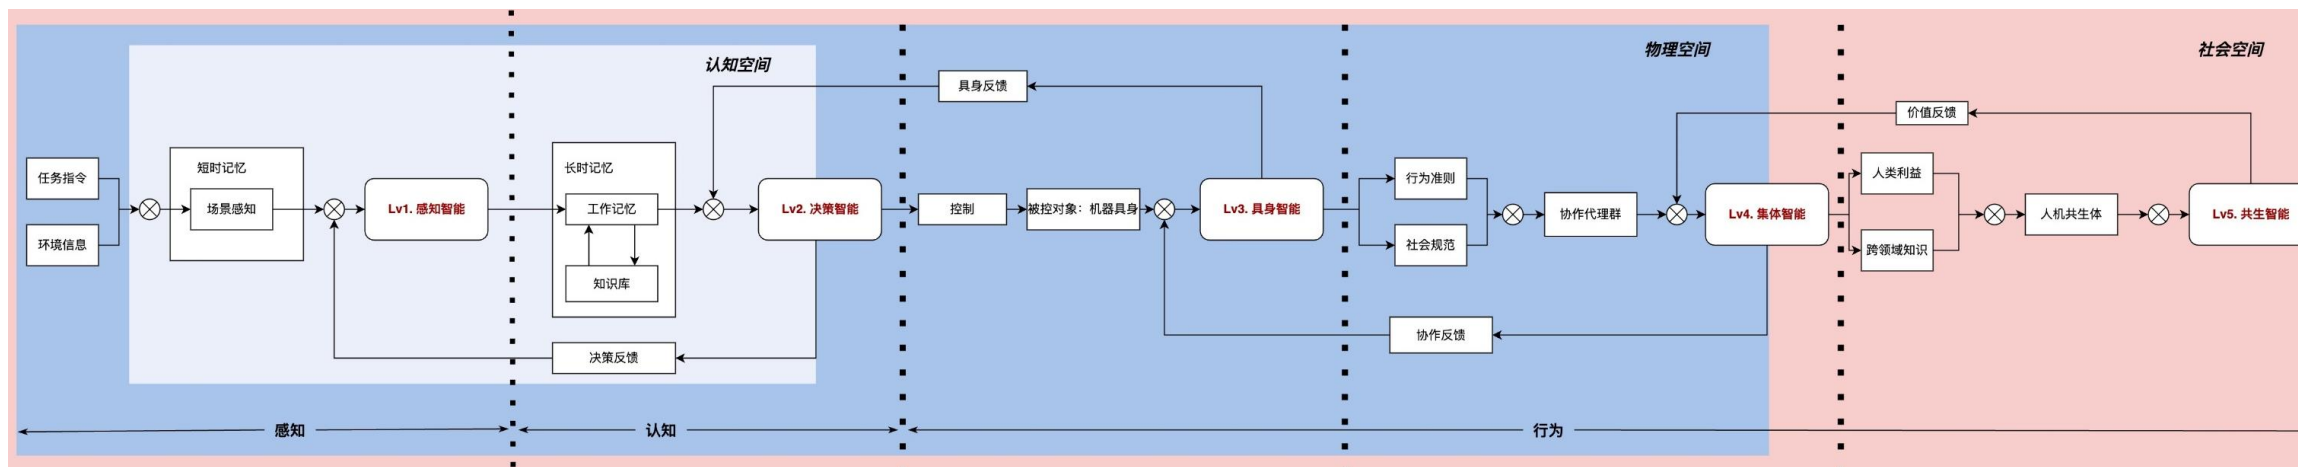 认知空间
物理空间
社会空间
具身反馈
价值反馈
任务指令
环境信息
短时记忆
场景感知
Lv1. 感知智能
长时记忆
工作记忆
知识库
Lv2. 决策智能
控制
被控对象：机器具身
Lv3. 具身智能
行为准则
社会规范
协作代理群
Lv4. 集体智能
人类利益
跨领域知识
人机共生体
Lv5. 共生智能
决策反馈
协作反馈
感知
认知
行为